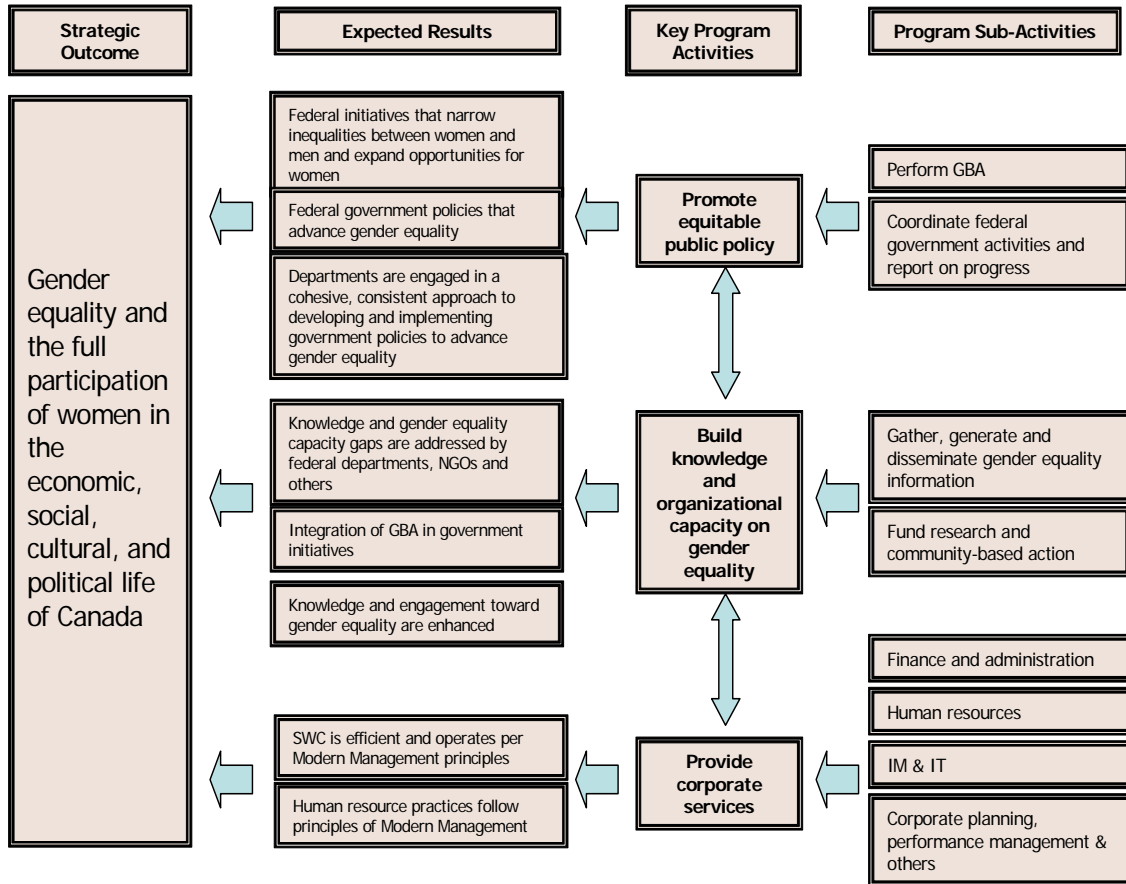 Strategic
Outcome
Expected Results
Key Program
Activities
Program Sub-Activities
Gender
equality and
the full
participation
of women in
the
economic,
social,
cultural, and
political life
of Canada
Federal initiatives that narrow
inequalities between women and
men and expand opportunities for
women
Federal government policies that
advance gender equality
Departments are engaged in a
cohesive, consistent approach to
developing and implementing
government policies to advance
gender equality
Promote
equitable
public policy
Perform GBA
Coordinate federal
government activities and
report on progress
Knowledge and gender equality
capacity gaps are addressed by
federal departments, NGOs and
others
Integration of GBA in government
initiatives
Knowledge and engagement toward
gender equality are enhanced
Build
knowledge
and
organizational
capacity on
gender
equality
Gather, generate and
disseminate gender equality
information
Fund research and
community-based action
SWC is efficient and operates per
Modern Management principles
Human resource practices follow
principles of Modern Management
Provide
corporate
services
Finance and administration
Human resources
IM & IT
Corporate planning,
performance management &
others